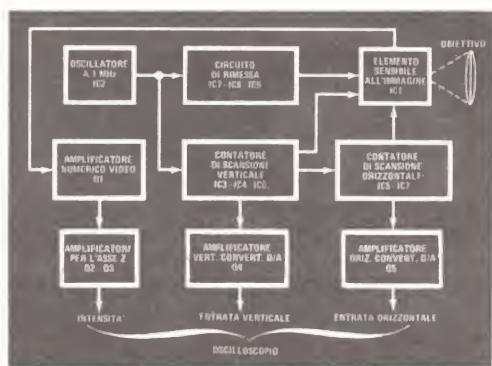 OBIETTIVO
OSCILLATORE
A 1 MHz
IC2
CIRCUITO
DI RIMESSA
IC7 - IC8 - IC9
ELEMENTO
SENSIBILE
ALL'IMMAGINE
IC1
AMPLIFICATORE
NUMERICO VIDEO
Q1
CONTATORE
DI SCANSIONI
VERTICALE
IC3 - IC4 - IC6
CONTATORE
DI SCANSIONE
ORIZZONTALE
IC5 - IC7
AMPLIFICATORI
PER L'ASSE Z
Q2 Q3
AMPLIFICATORE
VERT. CONVERT. D/A
Q4
AMPLIFICATORE
ORIZ. CONVERT. D/A
Q5
INTENSITA'
ENTRATA VERTICALE
ENTRATA ORIZZONTALE
OSCILLOSCOPIO